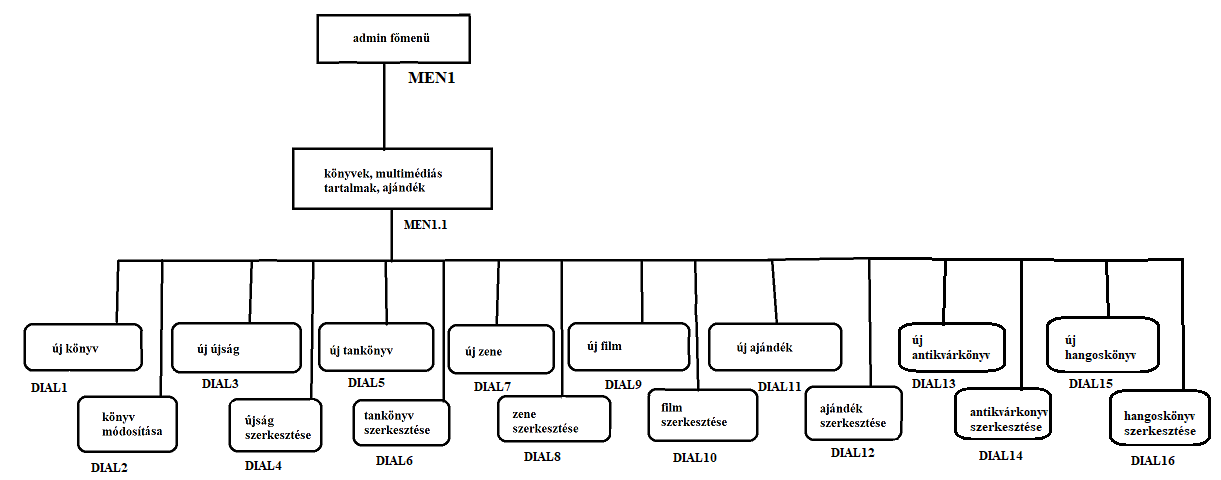 admin főmenü
MEN1
könyvek, multimédiás
tartalmak, ajándék
MEN1.1
új könyv
DIAL1
könyv
módosítása
DIAL2
új újság
DIAL3
újság
szerkesztése
DIAL4
új tankönyv
DIAL5
tankönyv
szerkesztése
DIAL6
új zene
DIAL7
zene
szerkesztése
DIAL8
új film
DIAL9
film
szerkesztése
DIAL10
új ajándék
DIAL11
ajándék
szerkesztése
DIAL12
új
antikvárkönyv
DIAL13
antikvárkonyv
szerkesztése
DIAL14
új
hangoskönyv
DIAL15
hangoskönyv
szerkesztése
DIAL16